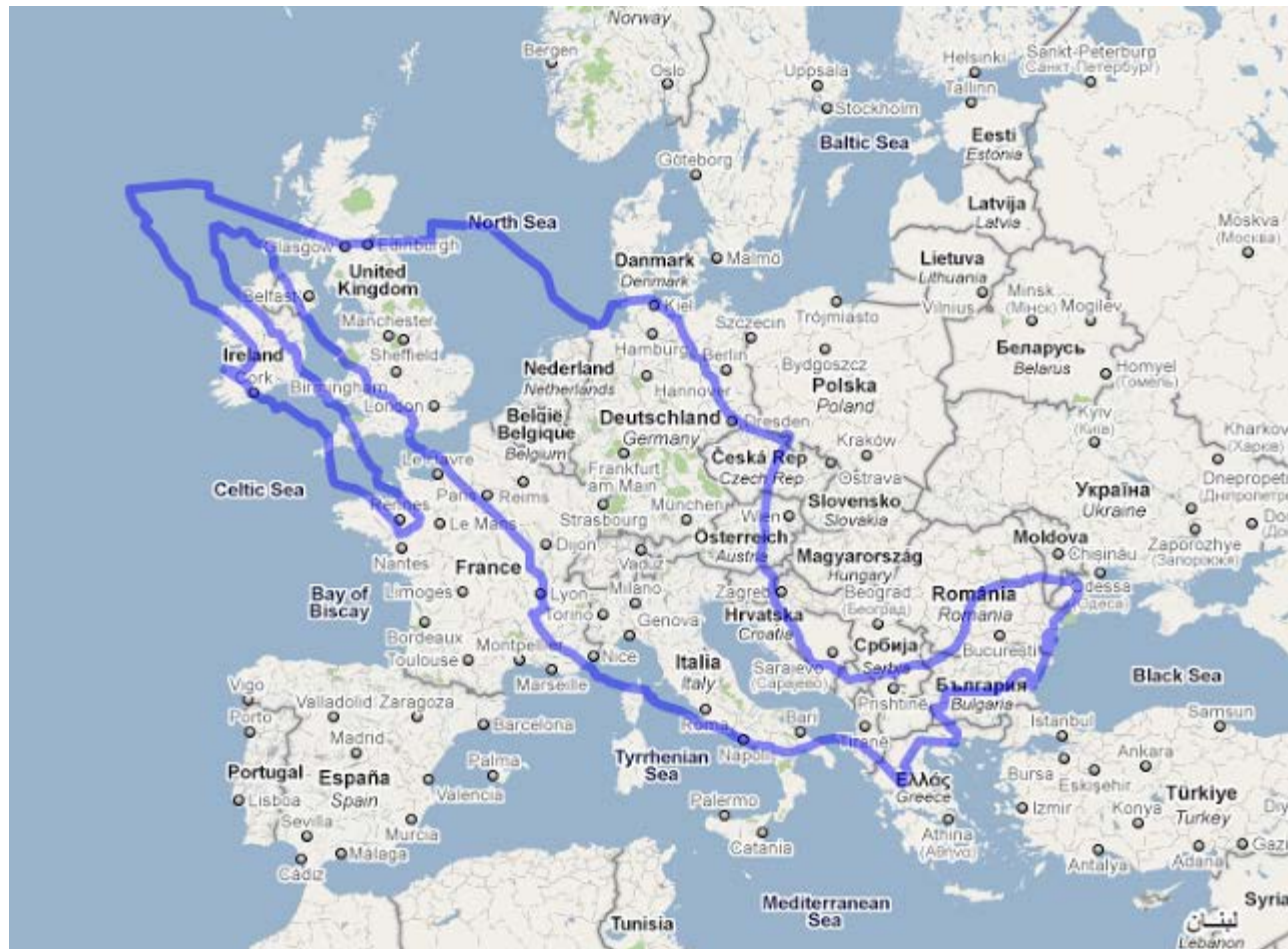 Norway
Bergen
Oslo
Uppsala
Stockholm
Helsinki
Tallinn
Sankt-Peterburg
(Санкт-Петербург)
Baltic Sea
Eesti
Estonia
Göteborg
Latvija
Latvia
North Sea
Moskva
(Москва)
Glasgow
Edinburgh
Danmark
Denmark
Malmö
Lietuva
Lithuania
United
Kingdom
Belfast
Kiel
Vilnius
Minsk
(Мінск)
Mogilev
Trójmiasto
Manchester
Sheffield
Hamburg
Szczecin
Berlin
Bydgoszcz
Беларусь
Belarus
Homyel
(Гомель)
Ireland
Cork
Birmingham
London
Nederland
Netherlands
Hannover
Polska
Poland
België
Belgique
Belgium
Deutschland
Germany
Dresden
Kyiv
(Київ)
Kharkov
(Харків)
Kraków
Česká Rep
Czech Rep
Ostrava
Le Havre
Paris
Reims
Frankfurt
am Main
Celtic Sea
Slovensko
Slovakia
Україна
Ukraine
Dnepropet
(Дніпропет
Rennes
Le Mans
Strasbourg
München
Wien
Österreich
Austria
Zaporozhye
(Запоріжжя)
Moldova
Chisinău
Nantes
Dijon
Vaduz
Magyarország
Hungary
France
Bay of
Biscay
Limoges
Lyon
Milano
Torino
Zagreb
Beograd
(Београд)
România
Romania
Odessa
(Одеса)
Hrvatska
Croatia
Genova
Bordeaux
Toulouse
Montpellier
Nice
Marseille
Italia
Italy
Србија
Serbia
Bucureşti
Sarajevo
(Сарајево)
Prishtinë
България
Bulgaria
Black Sea
Vigo
Porto
Valladolid
Zaragoza
Barcelona
Roma
Napoli
Bari
Tiranë
Istanbul
Samsun
Madrid
Portugal
España
Spain
Palma
Valencia
Tyrrhenian
Sea
Ελλάς
Greece
Bursa
Ankara
Eskişehir
Türkiye
Turkey
Lisboa
Sevilla
Murcia
Palermo
Catania
Izmir
Konya
Diy
Málaga
Cádiz
Athina
(Αθήνα)
Antalya
Adana
Gazi
Mediterranean
Sea
Tunisia
Syria
لبنان
Lebanon